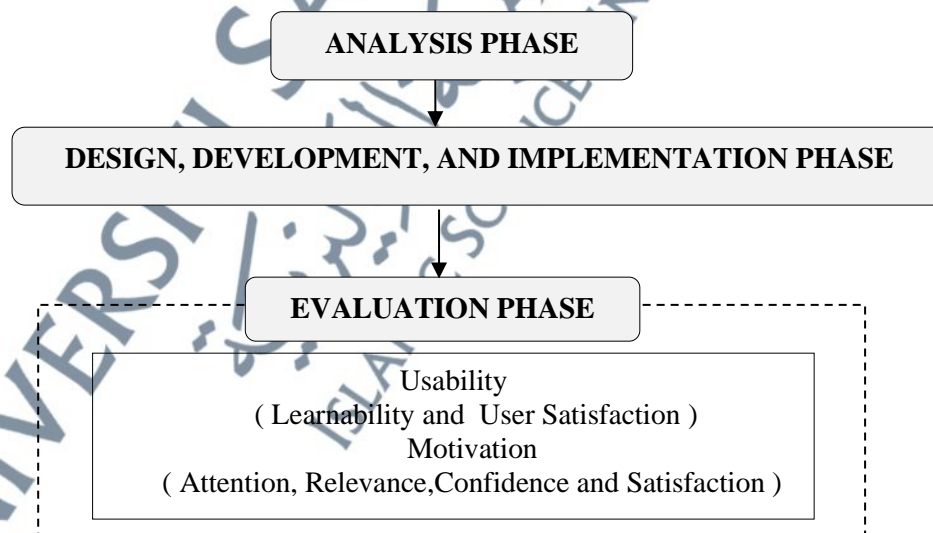 ANALYSIS PHASE
DESIGN, DEVELOPMENT, AND IMPLEMENTATION PHASE
EVALUATION PHASE
Usability
( Learnability and User Satisfaction )
Motivation
( Attention, Relevance,Confidence and Satisfaction )